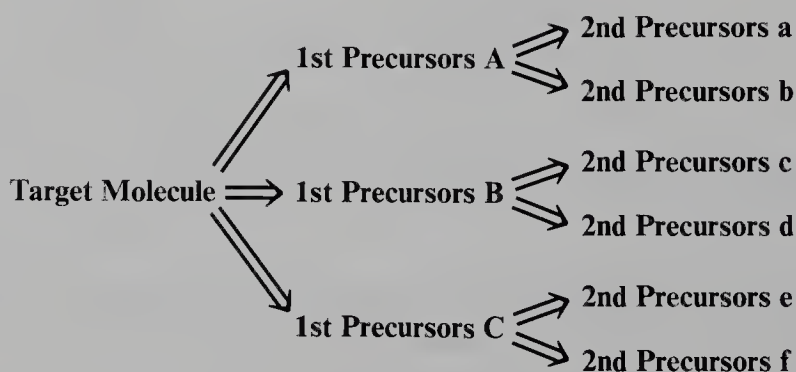 2nd Precursors a
1st Precursors A
2nd Precursors b
2nd Precursors c
Target Molecule
1st Precursors B
2nd Precursors d
2nd Precursors e
1st Precursors C
2nd Precursors f